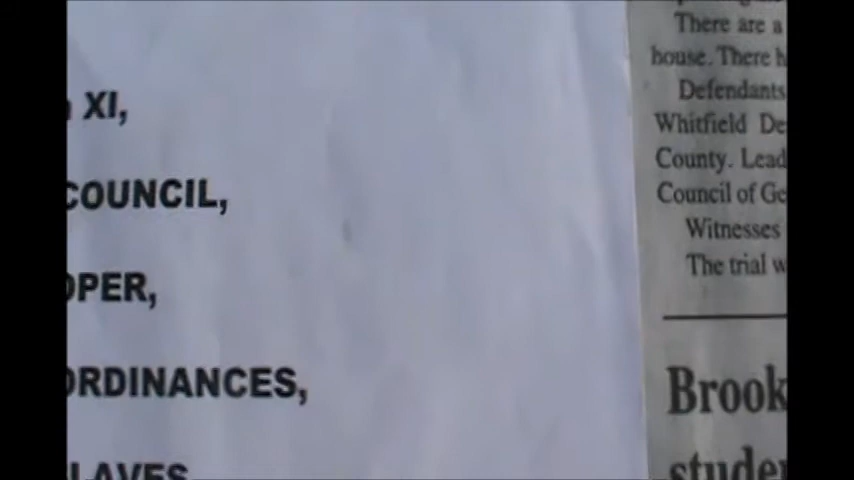 XI,
COUNCIL,
OPER,
ORDINANCES,
LAVES
There are a
house. There h
Defendants
Whitfield De
County. Lead
Council of Ge
Witnesses
The trial w
Brook
studen